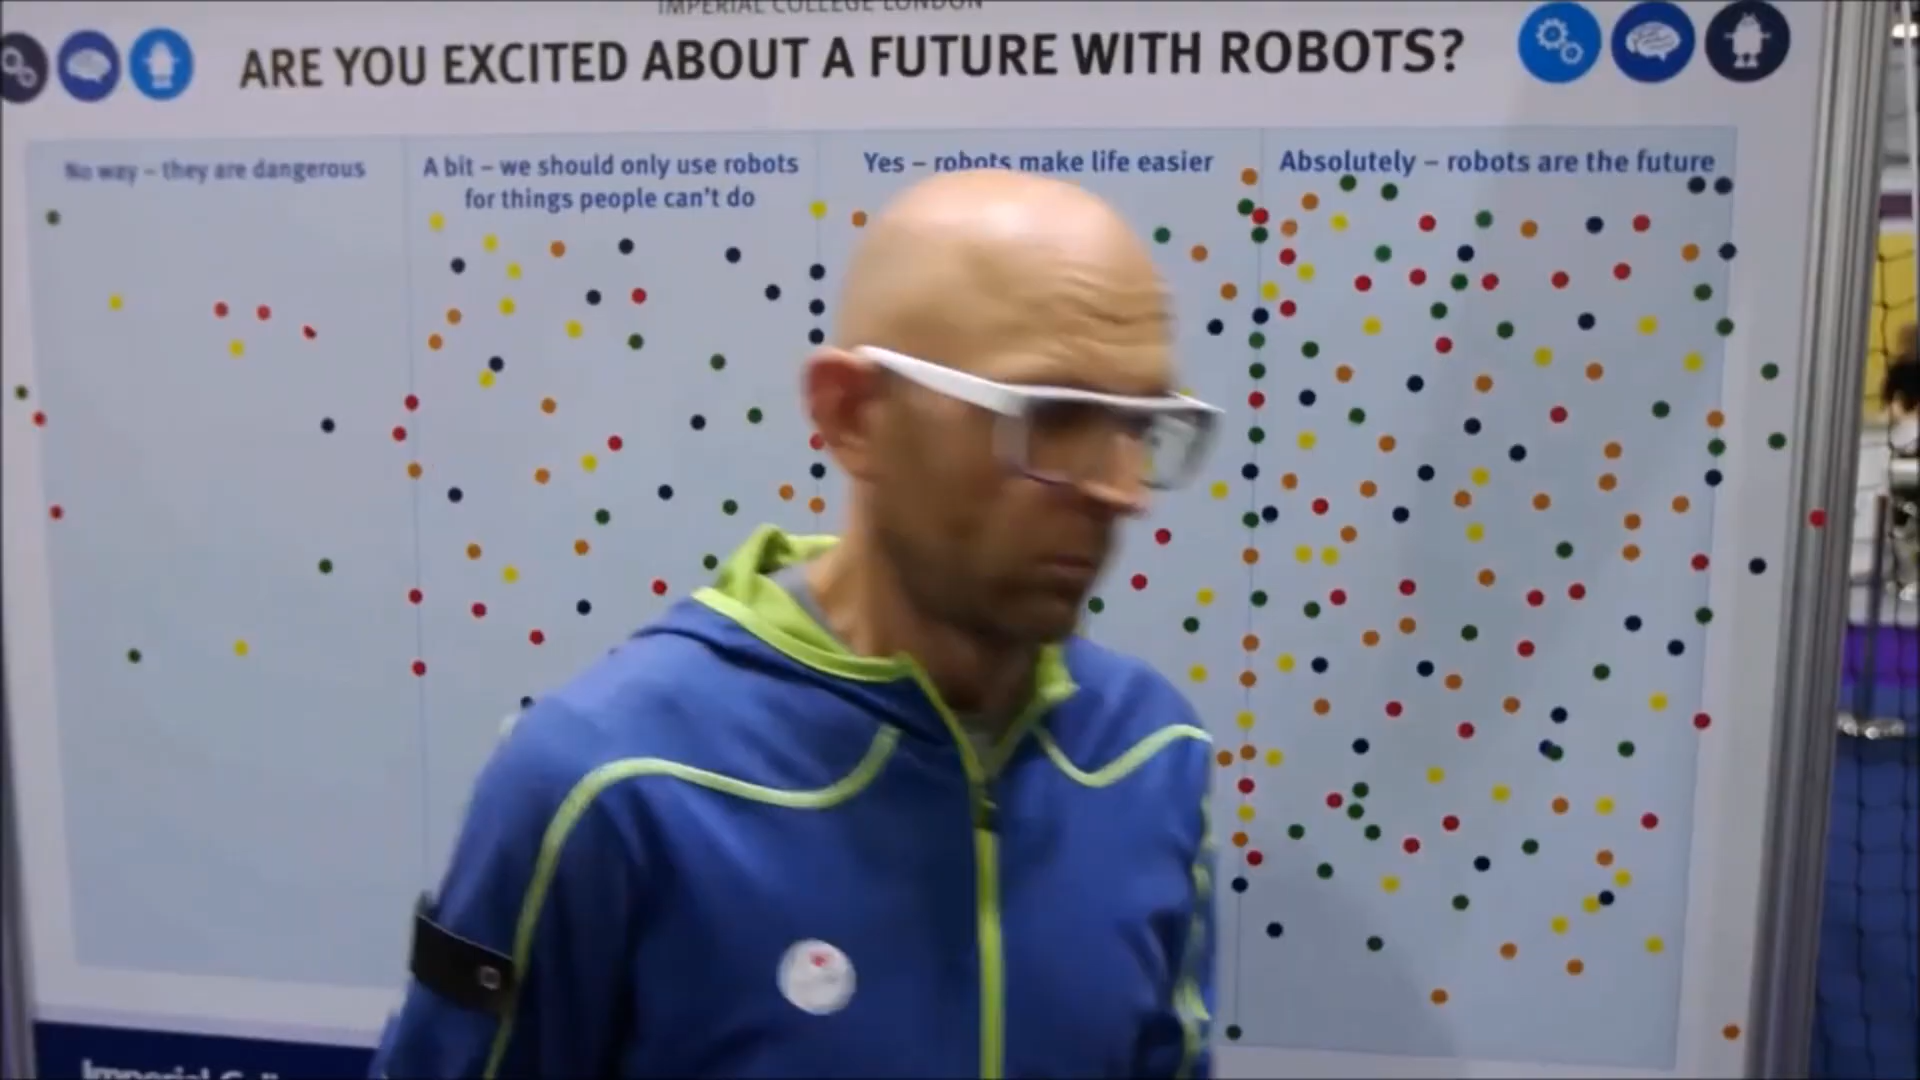 IMPERIAL COLLEGE LONDON
ARE YOU EXCITED ABOUT A FUTURE WITH ROBOTS?
No way – they are dangerous
A bit – we should only use robots
for things people can't do
Yes – robots make life easier
Absolutely – robots are the future
Imperial